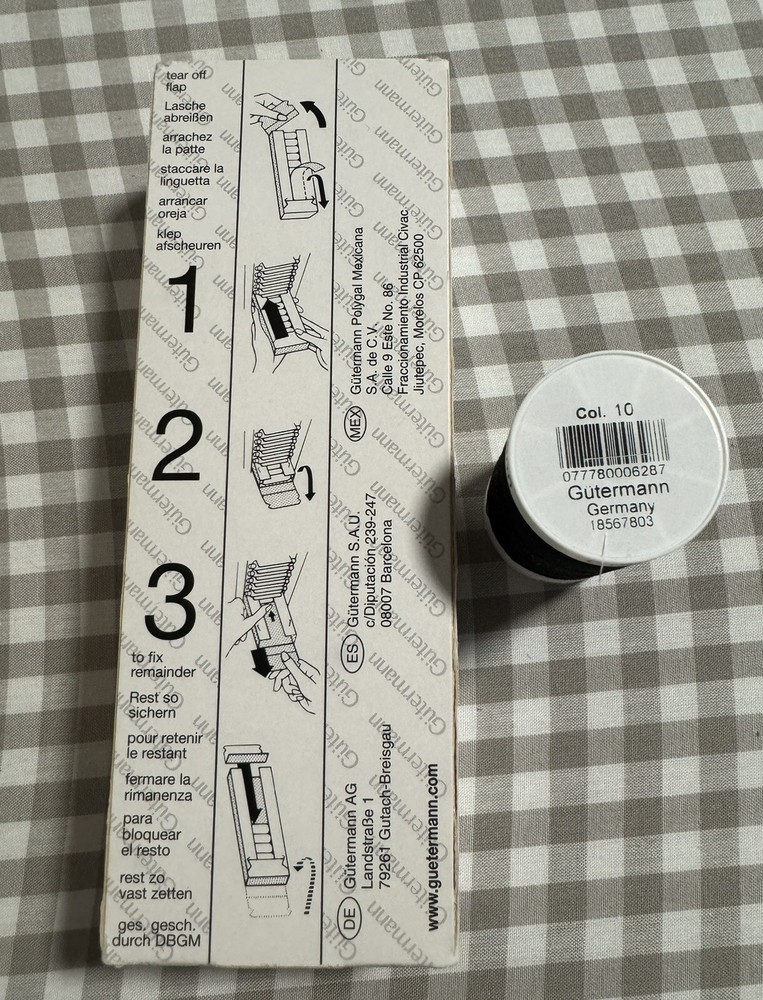 tear off
flap
Lasche
abreißen
arrachez
la patte
staccare la
linguetta
arrancar
oreja
klep
afscheuren
1
2
3
to fix
remainder
Rest so
sichern
pour retenir
le restant
fermare la
rimanenza
para
bloquear
el resto
rest zo
vast zetten
ges. gesch.
durch DBGM
MEX
Gütermann Polygal Mexicana
S.A. de C.V.
Calle 9 Este No. 86
Fraccionamiento Industrial Civac,
Jiutepec, Morelos CP 62500
ES
Gütermann S.A.U.
c/Diputación 239-247
08007 Barcelona
DE
Gütermann AG
Landstraße 1
79261 Gutach-Breisgau
www.guetermann.com
Gütermann
Col. 10
077780006287
Gütermann
Germany
18567803